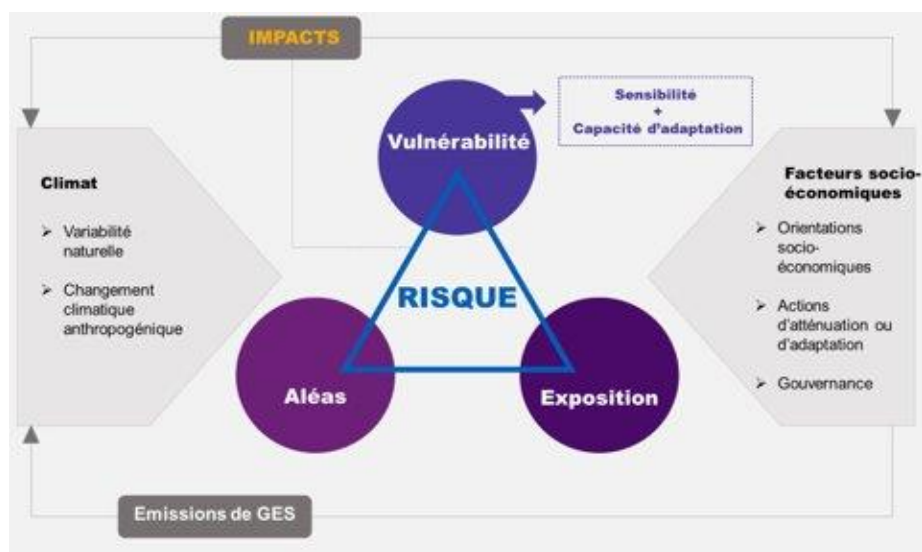 IMPACTS
Sensibilité
+
Capacité d'adaptation
Vulnérabilité
Climat
➢ Variabilité
naturelle
➢ Changement
climatique
anthropogénique
Facteurs socio-
économiques
➢ Orientations
socio-
économiques
➢ Actions
d'atténuation ou
d'adaptation
➢ Gouvernance
RISQUE
Aléas
Exposition
Emissions de GES